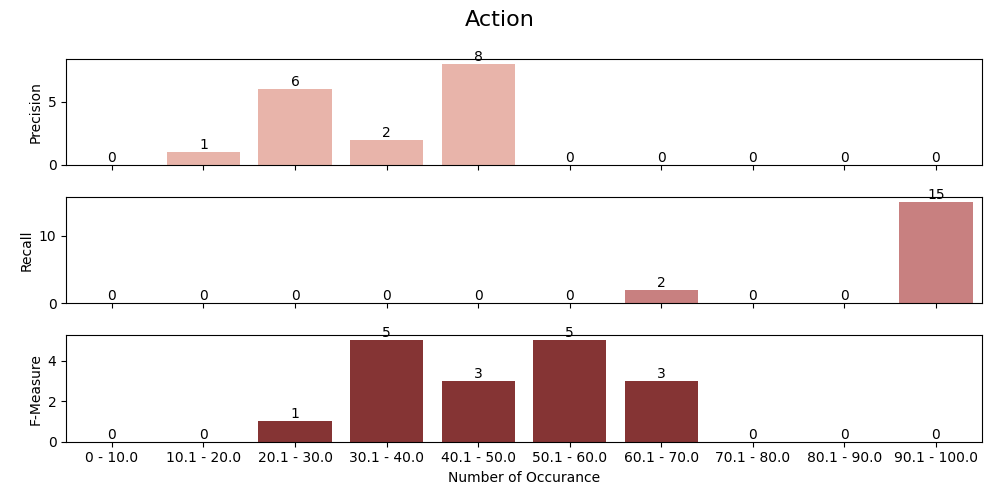 Action
Precision
5
0
0 1 6 2 8 0 0 0 0 0
Recall
10
0
0 0 0 0 0 0 2 0 0 15
F-Measure
4
2
0
0 0 1 5 3 5 3 0 0 0
0 - 10.0 10.1 - 20.0 20.1 - 30.0 30.1 - 40.0 40.1 - 50.0 50.1 - 60.0 60.1 - 70.0 70.1 - 80.0 80.1 - 90.0 90.1 - 100.0
Number of Occurance